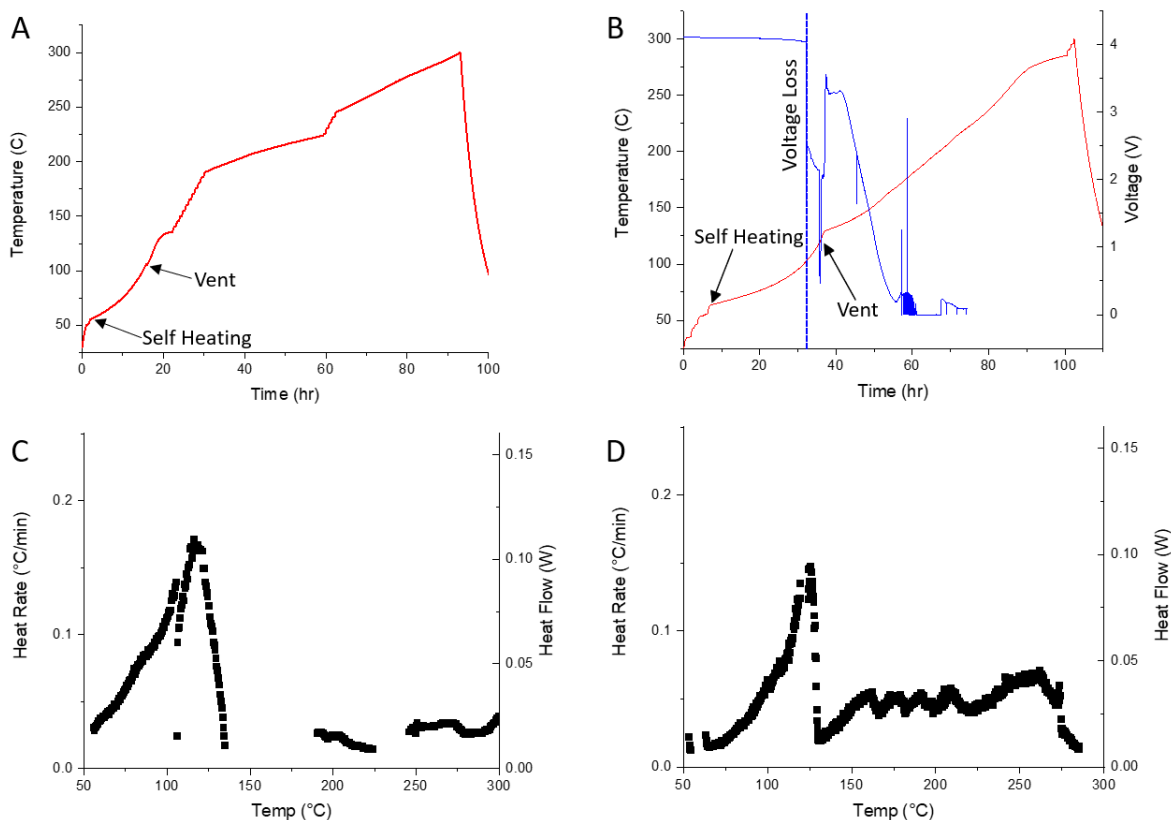 A
Temperature (C)
300
250
200
150
100
50
Vent
Self Heating
0
20
40
60
80
100
Time (hr)
B
Temperature (C)
300
250
200
150
100
50
Voltage Loss
Self Heating
Vent
4
3
2
1
0
Voltage (V)
0
20
40
60
80
100
Time (hr)
C
Heat Rate (°C/min)
0.2
0.1
0.0
0.15
0.10
0.05
0.00
Heat Flow (W)
50
100
150
200
250
300
Temp (°C)
D
Heat Rate (°C/min)
0.2
0.1
0.0
0.15
0.10
0.05
0.00
Heat Flow (W)
50
100
150
200
250
300
Temp (°C)